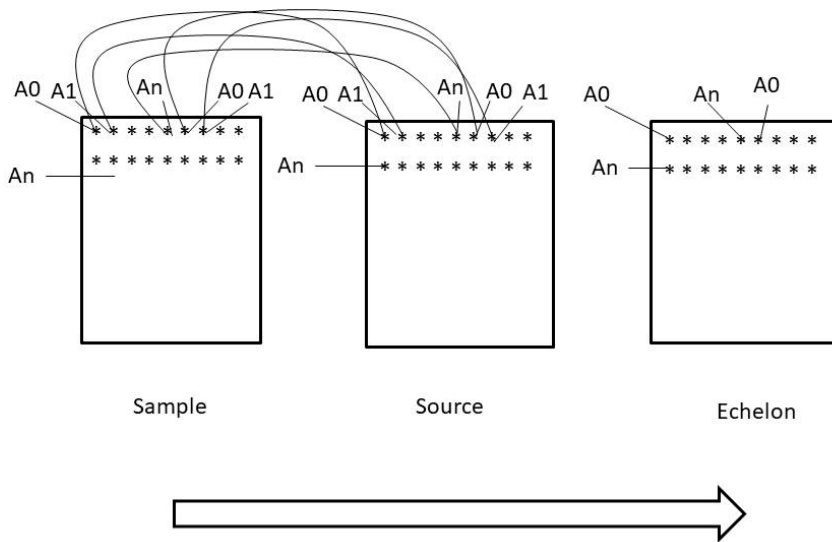 A0 A1 An A0 A1
* * * * * * * * *
* * * * * * * * *
An
Sample
A0 A1 An A0 A1
* * * * * * * * *
An * * * * * * * * *
Source
A0 An A0
* * * * * * * * *
An * * * * * * * * *
Echelon